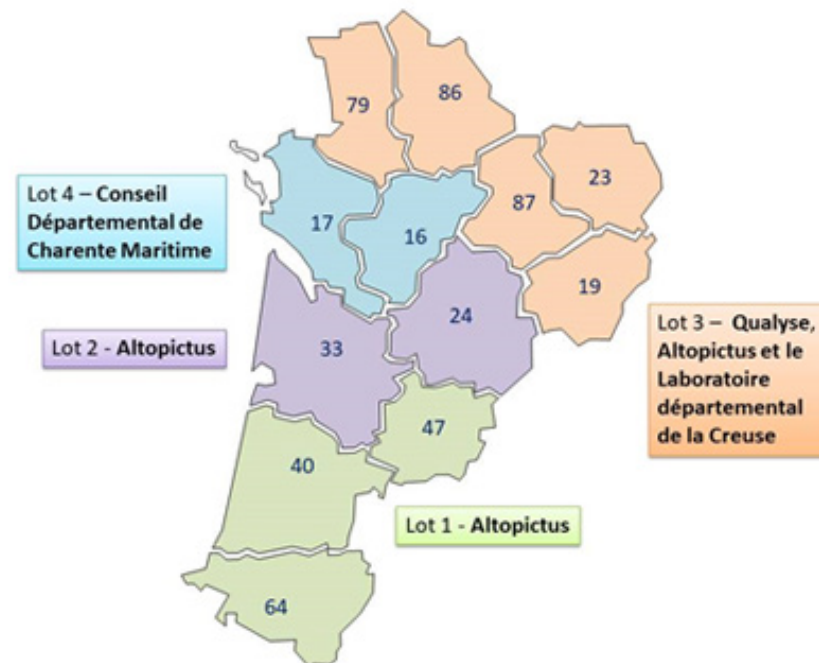 79
86
23
87
17
16
19
24
33
47
40
64
Lot 4 – Conseil
Départemental de
Charente Maritime
Lot 2 - Altopictus
Lot 3 – Qualyse,
Altopictus et le
Laboratoire
départemental
de la Creuse
Lot 1 - Altopictus